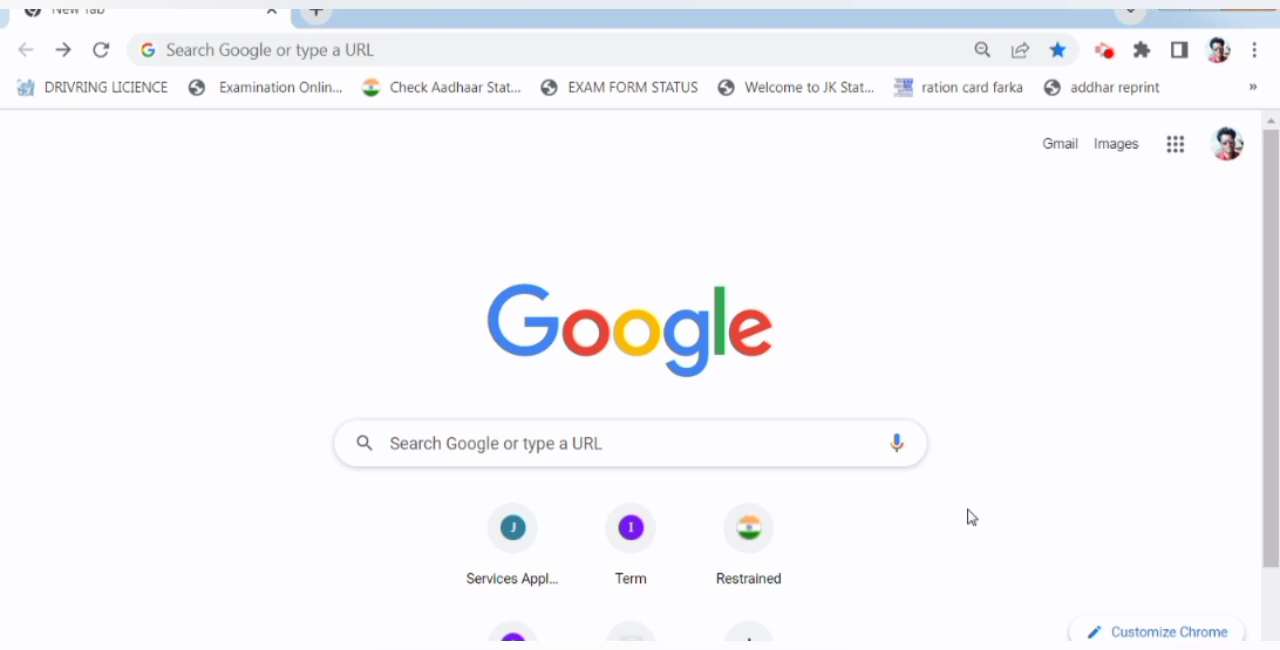 New Tab
Search Google or type a URL
DRIVRING LICIENCE Examination Onlin... Check Aadhaar Stat... EXAM FORM STATUS Welcome to JK Stat... ration card farka addhar reprint »
Gmail Images
Google
Search Google or type a URL
J I
Services Appl... Term Restrained
Customize Chrome